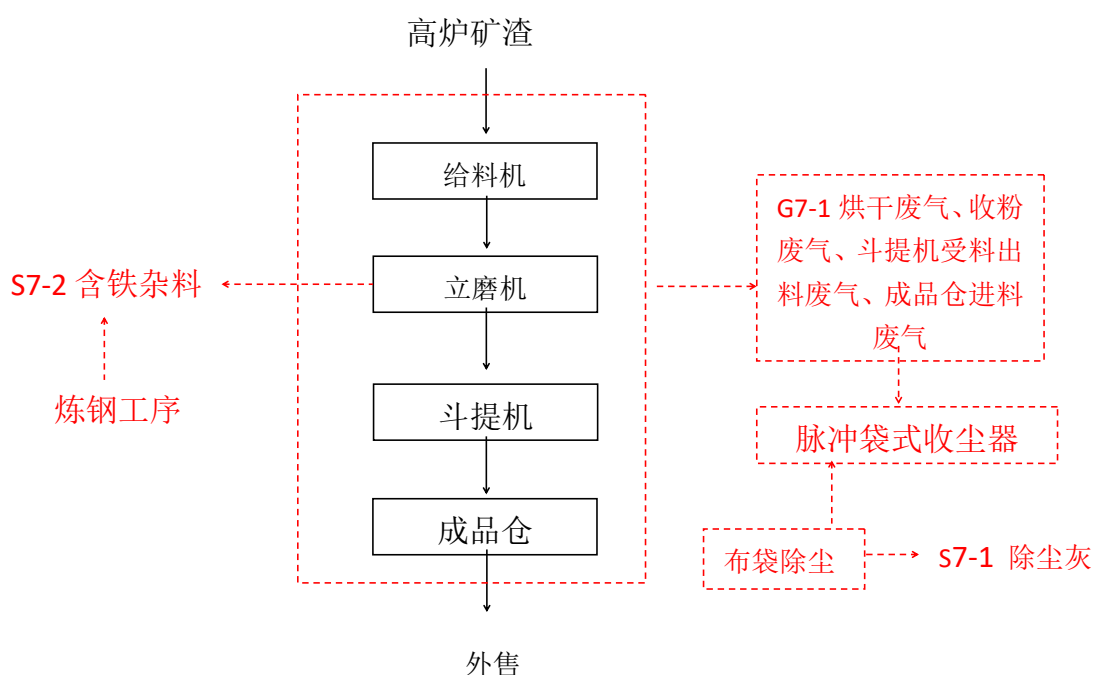 高炉矿渣
给料机
G7-1 烘干废气、收粉
废气、斗提机受料出
料废气、成品仓进料
废气
S7-2 含铁杂料
立磨机
炼钢工序
斗提机
脉冲袋式收尘器
成品仓
布袋除尘
S7-1 除尘灰
外售